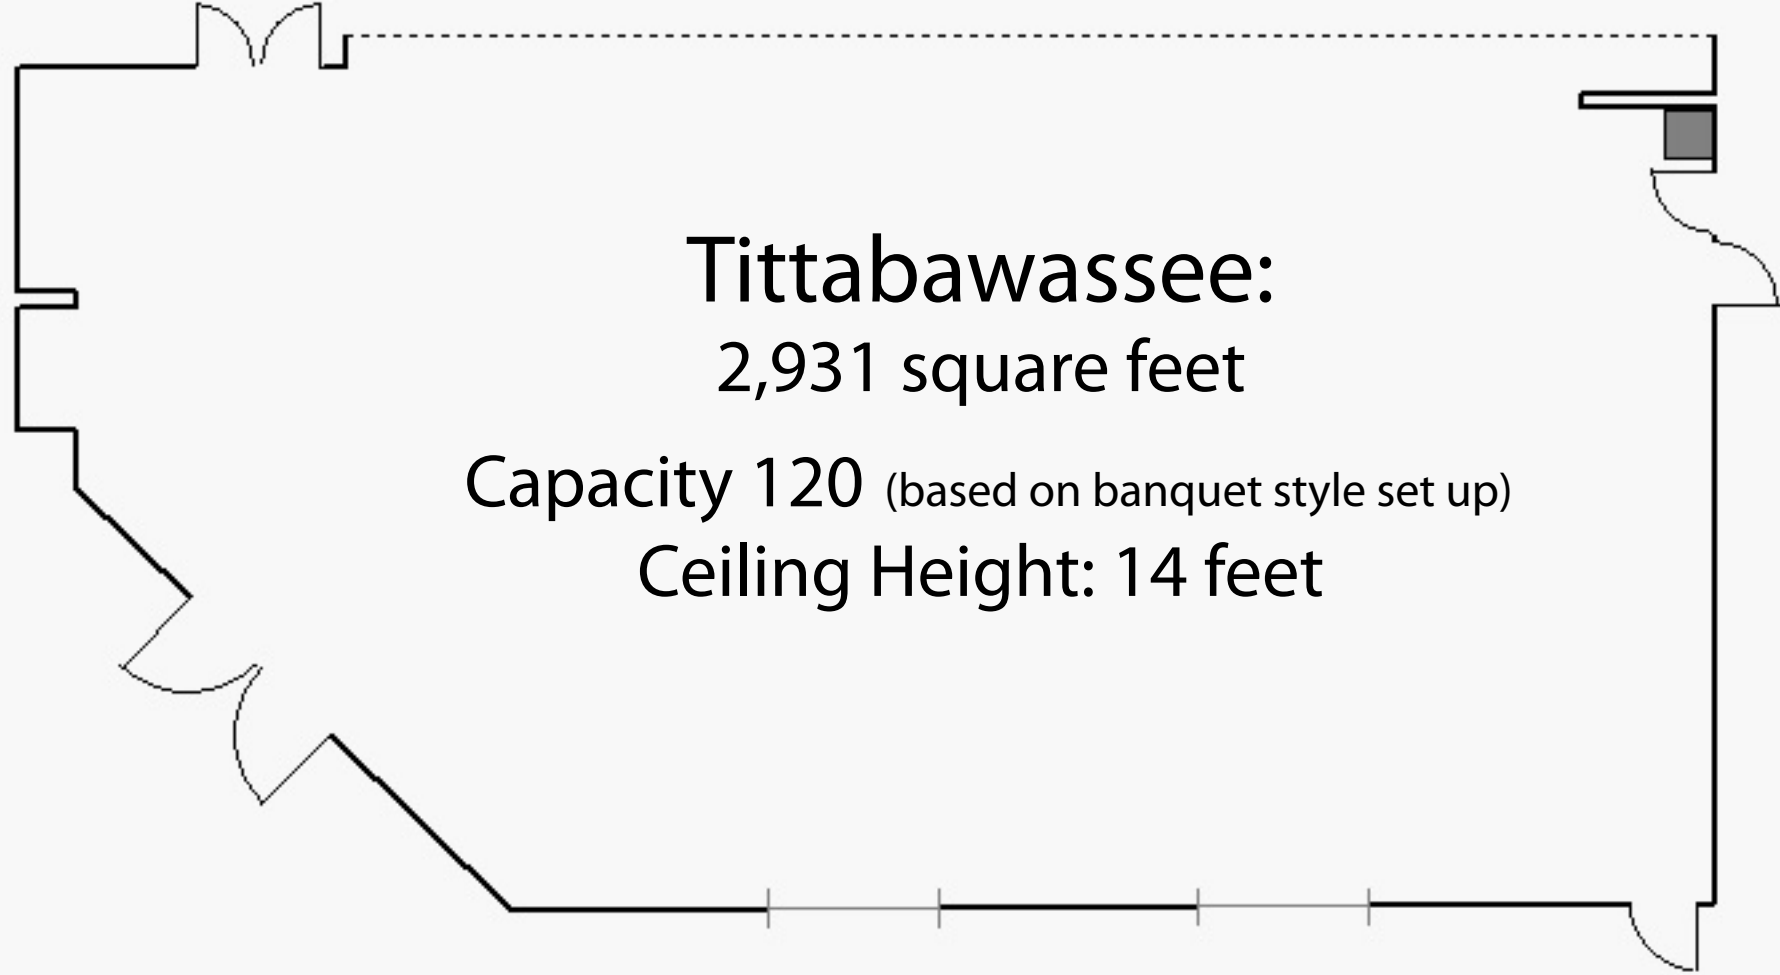 Tittabawassee:
2,931 square feet
Capacity 120 (based on banquet style set up)
Ceiling Height: 14 feet